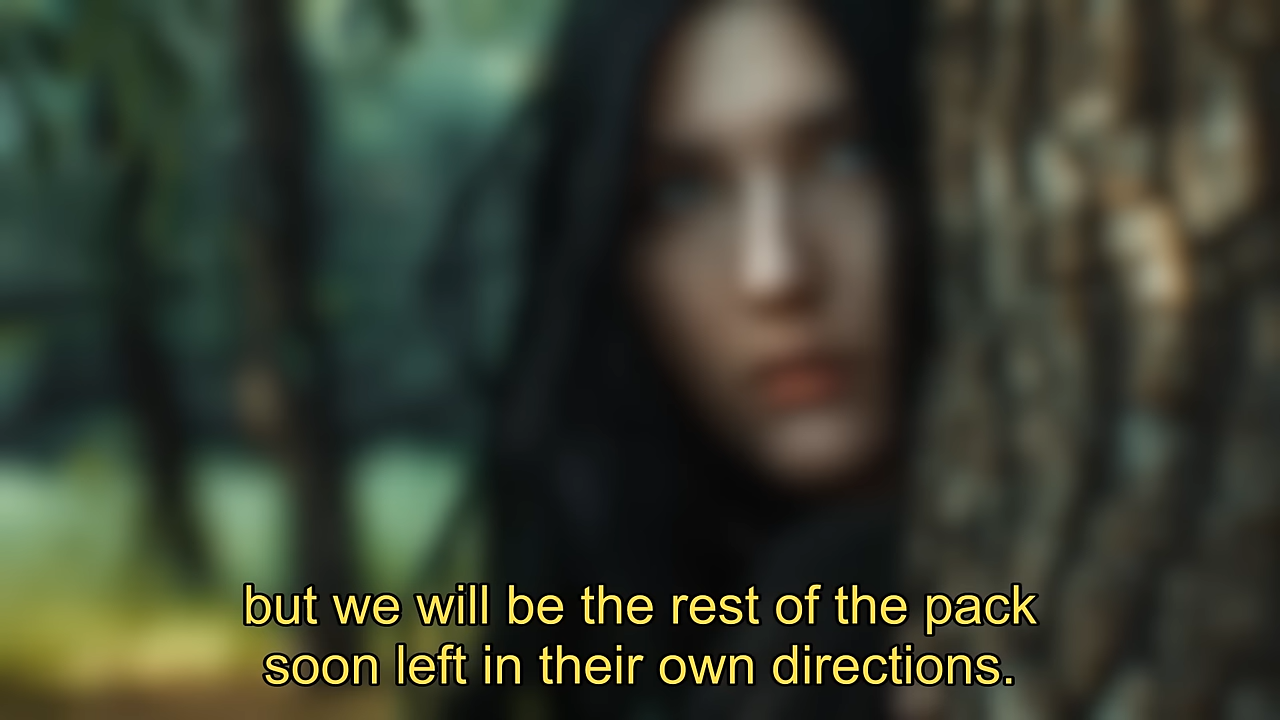 but we will be the rest of the pack
soon left in their own directions.